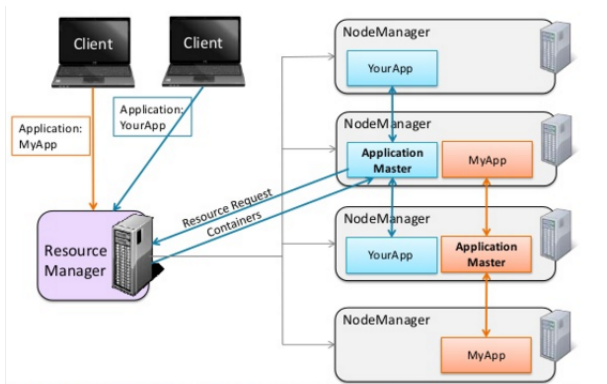 Client
Client
Application:
MyApp
Application:
YourApp
Resource
Manager
Resource Request
Containers
NodeManager
YourApp
NodeManager
Application
Master
MyApp
NodeManager
YourApp
Application
Master
NodeManager
MyApp